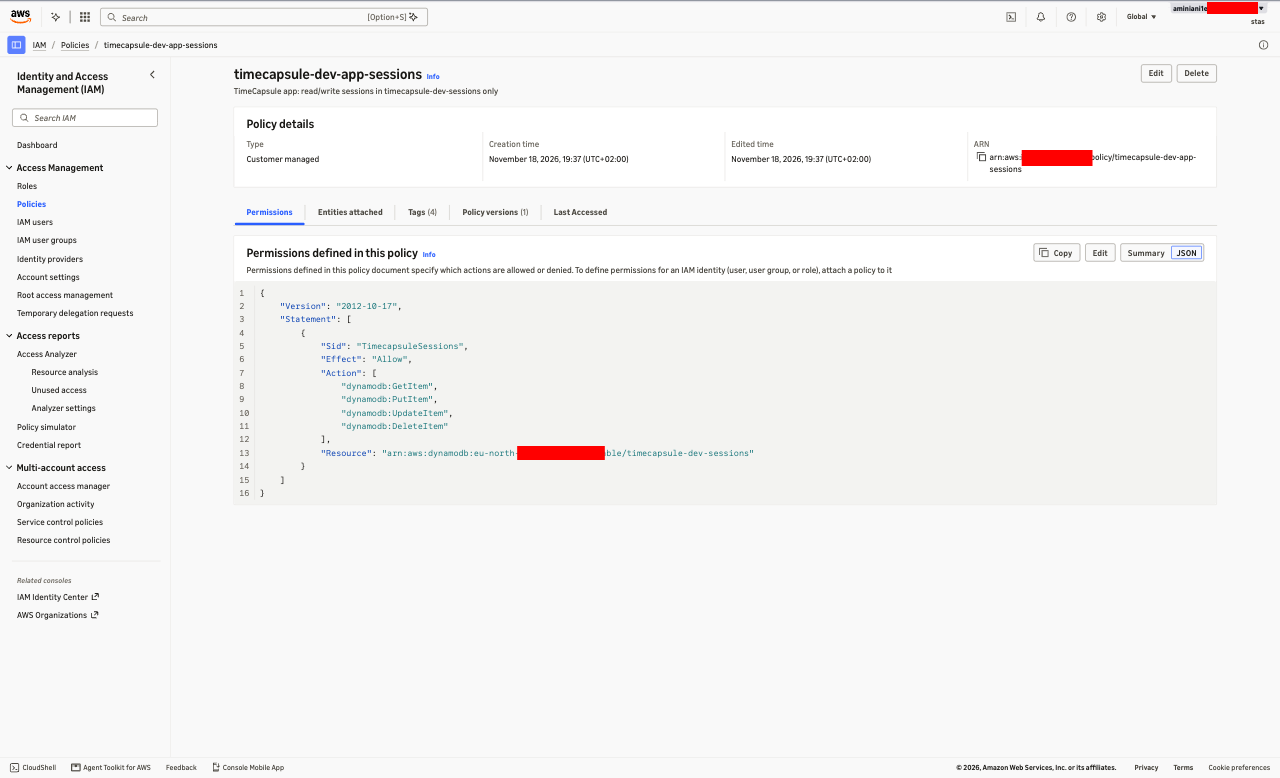 aws
Search
[Option+S]
Global
stas
IAM / Policies / timecapsule-dev-app-sessions
Identity and Access Management (IAM)
Search IAM
Dashboard
Access Management
Roles
Policies
IAM users
IAM user groups
Identity providers
Account settings
Root access management
Temporary delegation requests
Access reports
Access Analyzer
Resource analysis
Unused access
Analyzer settings
Policy simulator
Credential report
Multi-account access
Account access manager
Organization activity
Service control policies
Resource control policies
Related consoles
IAM Identity Center
AWS Organizations
timecapsule-dev-app-sessions Info
Edit Delete
TimeCapsule app: read/write sessions in timecapsule-dev-sessions only
Policy details
Type
Customer managed
Creation time
November 18, 2026, 19:37 (UTC+02:00)
Edited time
November 18, 2026, 19:37 (UTC+02:00)
ARN
arn:aws: policy/timecapsule-dev-app-
sessions
Permissions Entities attached Tags (4) Policy versions (1) Last Accessed
Permissions defined in this policy Info
Copy Edit Summary JSON
Permissions defined in this policy document specify which actions are allowed or denied. To define permissions for an IAM identity (user, user group, or role), attach a policy to it
1 {
2 "Version": "2012-10-17",
3 "Statement": [
4 {
5 "Sid": "TimecapsuleSessions",
6 "Effect": "Allow",
7 "Action": [
8 "dynamodb:GetItem",
9 "dynamodb:PutItem",
10 "dynamodb:UpdateItem",
11 "dynamodb:DeleteItem"
12 ],
13 "Resource": "arn:aws:dynamodb:eu-north- ble/timecapsule-dev-sessions"
14 }
15 ]
16 }
CloudShell Agent Toolkit for AWS Feedback Console Mobile App
© 2026, Amazon Web Services, Inc. or its affiliates. Privacy Terms Cookie preferences